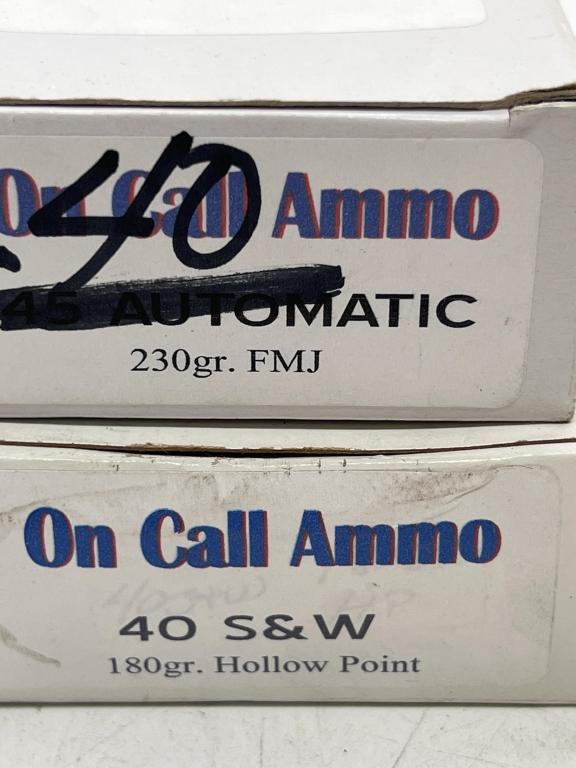 On Call Ammo
.40
45 AUTOMATIC
230gr. FMJ
On Call Ammo
40 S&W
180gr. Hollow Point